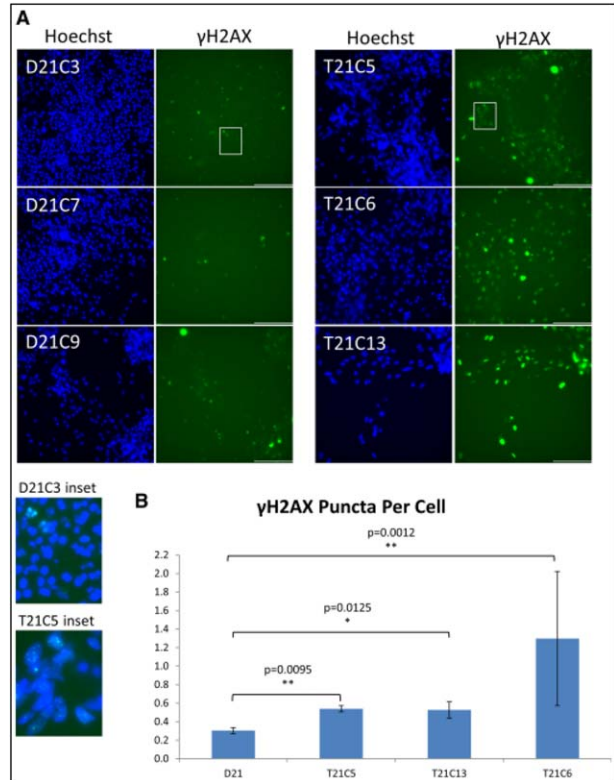 A
Hoechst γH2AX Hoechst γH2AX
D21C3 T21C5
D21C7 T21C6
D21C9 T21C13
D21C3 inset
T21C5 inset
B
γH2AX Puncta Per Cell
p=0.0012
**
p=0.0125
*
p=0.0095
**
2.2
2.0
1.8
1.6
1.4
1.2
1.0
0.8
0.6
0.4
0.2
0.0
D21 T21C5 T21C13 T21C6